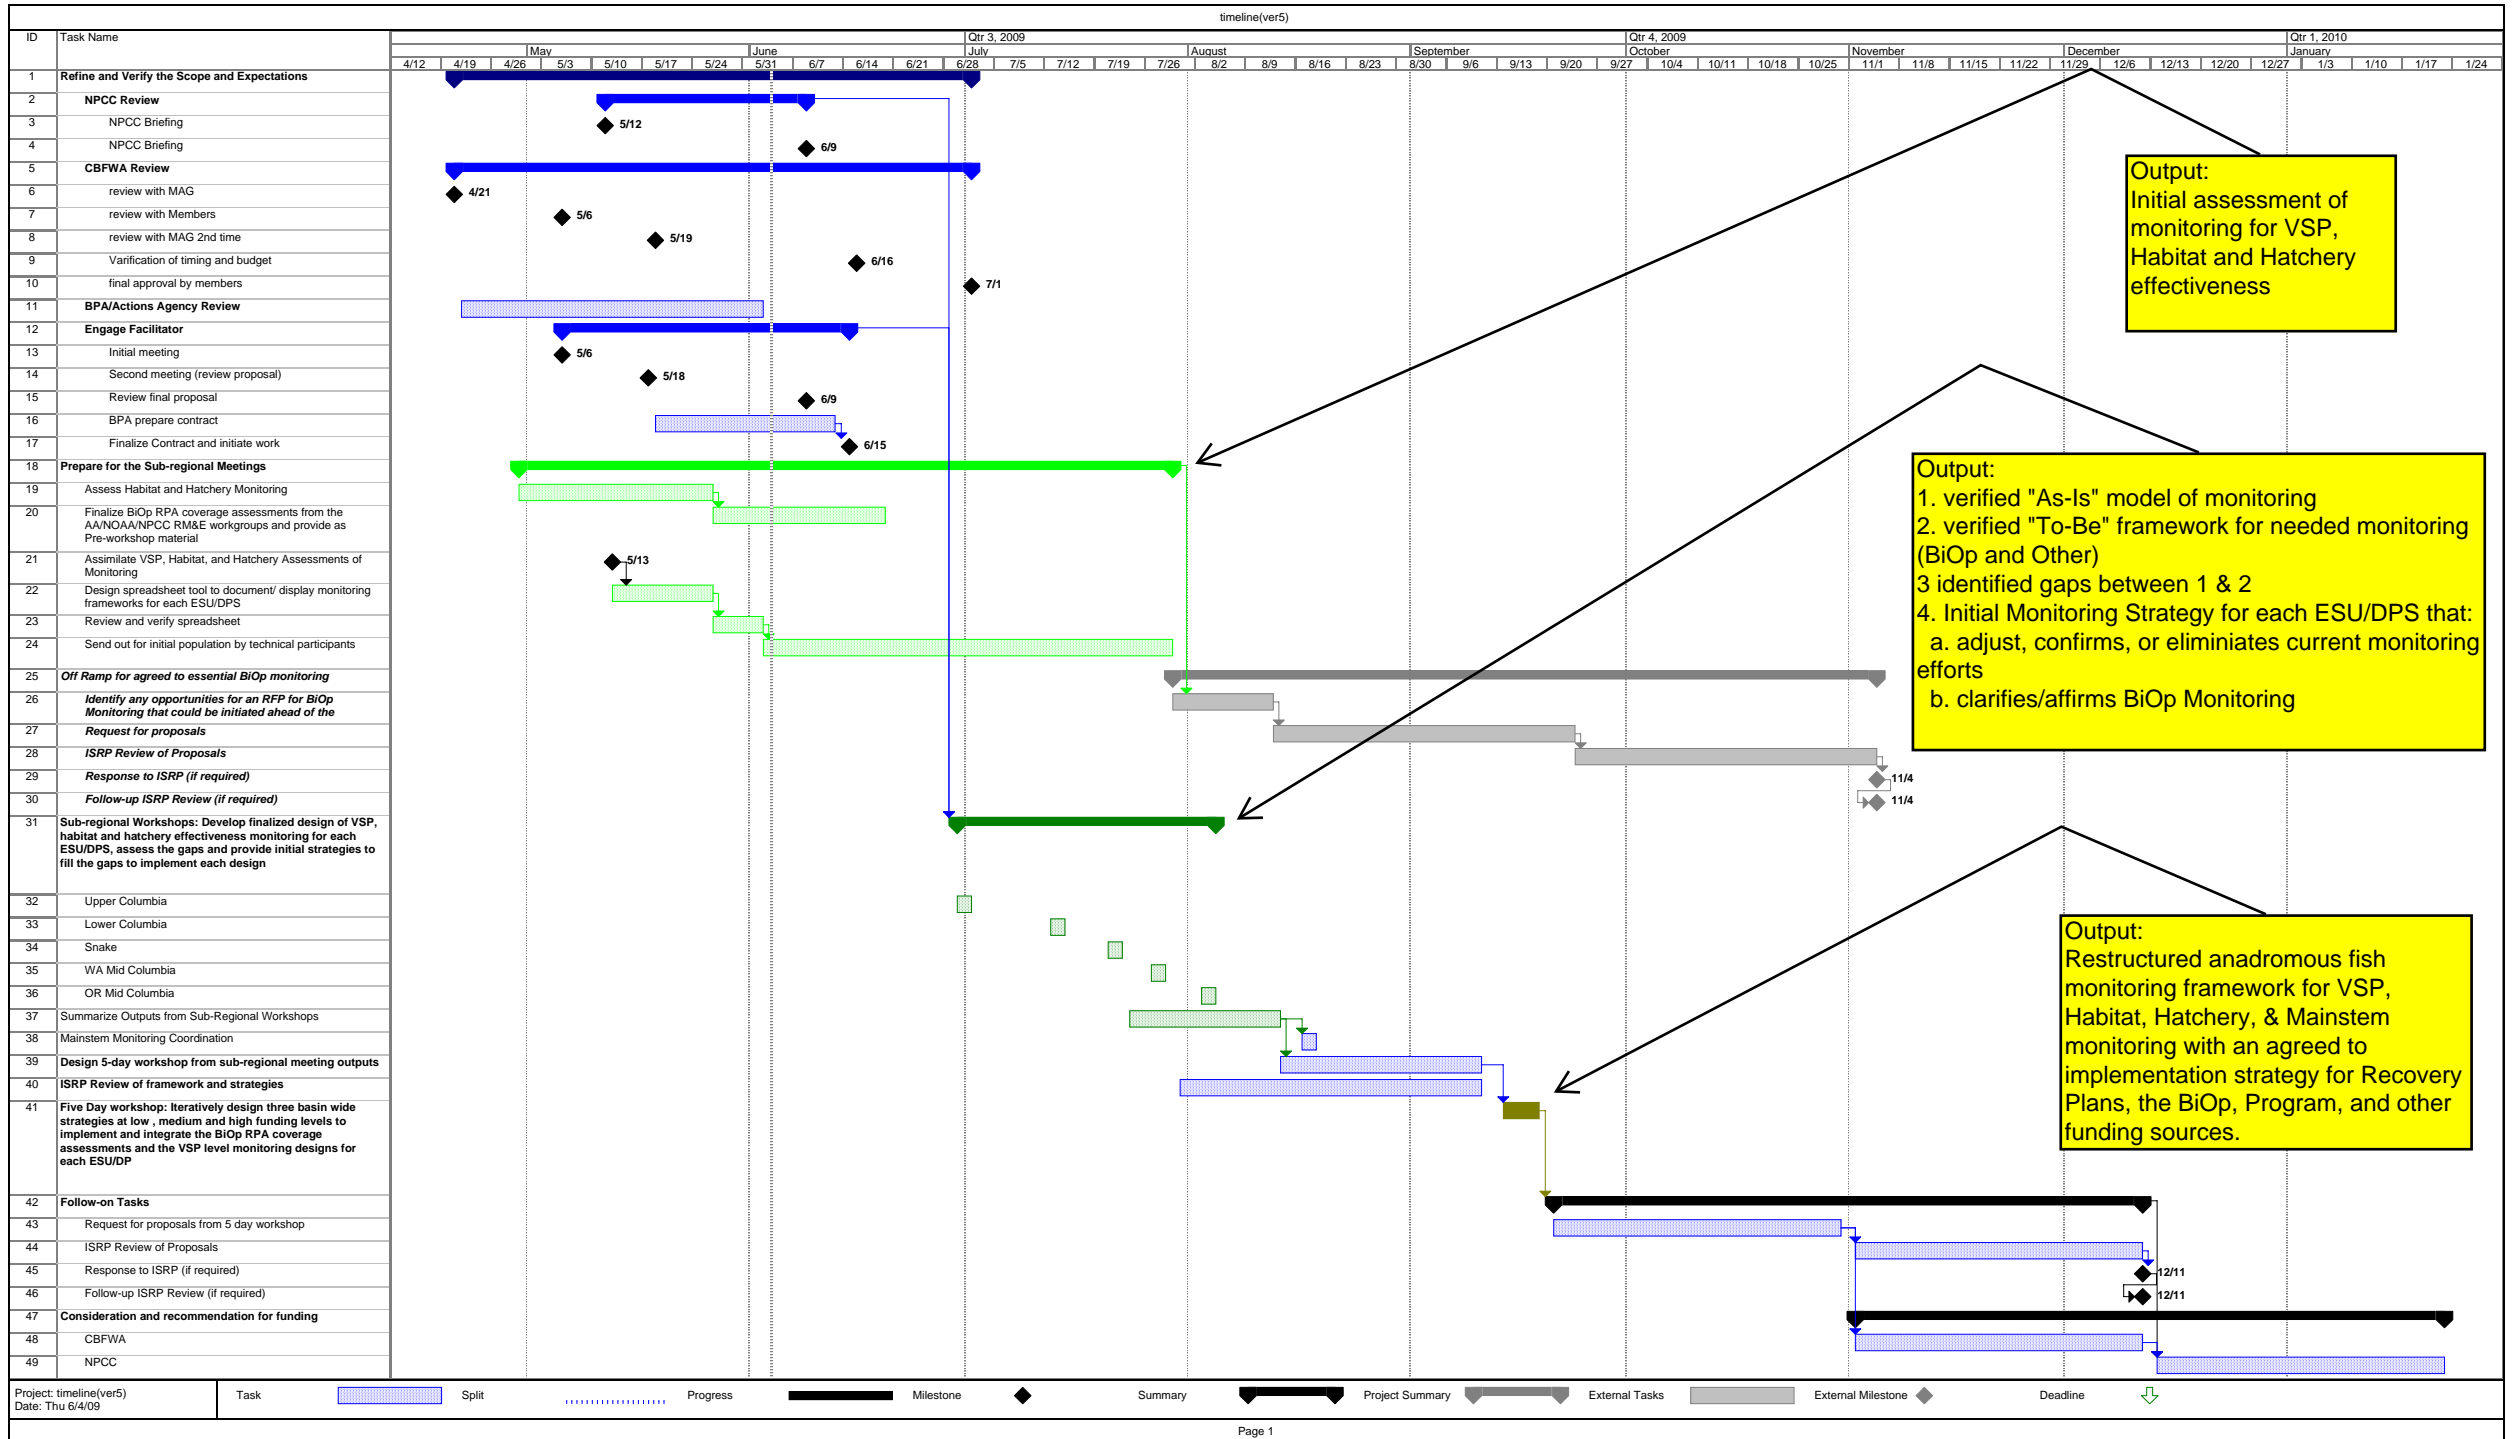 timeline(ver5)
ID Task Name Qtr 3, 2009 Qtr 4, 2009 Qtr 1, 2010
May June July August September October November December January
4/12 4/19 4/26 5/3 5/10 5/17 5/24 5/31 6/7 6/14 6/21 6/28 7/5 7/12 7/19 7/26 8/2 8/9 8/16 8/23 8/30 9/6 9/13 9/20 9/27 10/4 10/11 10/18 10/25 11/1 11/8 11/15 11/22 11/29 12/6 12/13 12/20 12/27 1/3 1/10 1/17 1/24
1 Refine and Verify the Scope and Expectations
2 NPCC Review
3 NPCC Briefing 5/12
4 NPCC Briefing 6/9
5 CBFWA Review
6 review with MAG 4/21
7 review with Members 5/6
8 review with MAG 2nd time 5/19
9 Varification of timing and budget 6/16
10 final approval by members 7/1
11 BPA/Actions Agency Review
12 Engage Facilitator
13 Initial meeting 5/6
14 Second meeting (review proposal) 5/18
15 Review final proposal 6/9
16 BPA prepare contract
17 Finalize Contract and initiate work 6/15
18 Prepare for the Sub-regional Meetings
19 Assess Habitat and Hatchery Monitoring
20 Finalize BiOp RPA coverage assessments from the
AA/NOAA/NPCC RM&E workgroups and provide as
Pre-workshop material
21 Assimilate VSP, Habitat, and Hatchery Assessments of 5/13
Monitoring
22 Design spreadsheet tool to document/ display monitoring
frameworks for each ESU/DPS
23 Review and verify spreadsheet
24 Send out for initial population by technical participants
25 Off Ramp for agreed to essential BiOp monitoring
26 Identify any opportunities for an RFP for BiOp
Monitoring that could be initiated ahead of the
27 Request for proposals
28 ISRP Review of Proposals
29 Response to ISRP (if required) 11/4
30 Follow-up ISRP Review (if required) 11/4
31 Sub-regional Workshops: Develop finalized design of VSP,
habitat and hatchery effectiveness monitoring for each
ESU/DPS, assess the gaps and provide initial strategies to
fill the gaps to implement each design
32 Upper Columbia
33 Lower Columbia
34 Snake
35 WA Mid Columbia
36 OR Mid Columbia
37 Summarize Outputs from Sub-Regional Workshops
38 Mainstem Monitoring Coordination
39 Design 5-day workshop from sub-regional meeting outputs
40 ISRP Review of framework and strategies
41 Five Day workshop: Iteratively design three basin wide
strategies at low , medium and high funding levels to
implement and integrate the BiOp RPA coverage
assessments and the VSP level monitoring designs for
each ESU/DP
42 Follow-on Tasks
43 Request for proposals from 5 day workshop
44 ISRP Review of Proposals
45 Response to ISRP (if required) 12/11
46 Follow-up ISRP Review (if required) 12/11
47 Consideration and recommendation for funding
48 CBFWA
49 NPCC
Output:
Initial assessment of
monitoring for VSP,
Habitat and Hatchery
effectiveness
Output:
1. verified "As-Is" model of monitoring
2. verified "To-Be" framework for needed monitoring
(BiOp and Other)
3 identified gaps between 1 & 2
4. Initial Monitoring Strategy for each ESU/DPS that:
a. adjust, confirms, or eliminiates current monitoring
efforts
b. clarifies/affirms BiOp Monitoring
Output:
Restructured anadromous fish
monitoring framework for VSP,
Habitat, Hatchery, & Mainstem
monitoring with an agreed to
implementation strategy for Recovery
Plans, the BiOp, Program, and other
funding sources.
Project: timeline(ver5)
Date: Thu 6/4/09
Task Split Progress Milestone Summary Project Summary External Tasks External Milestone Deadline
Page 1